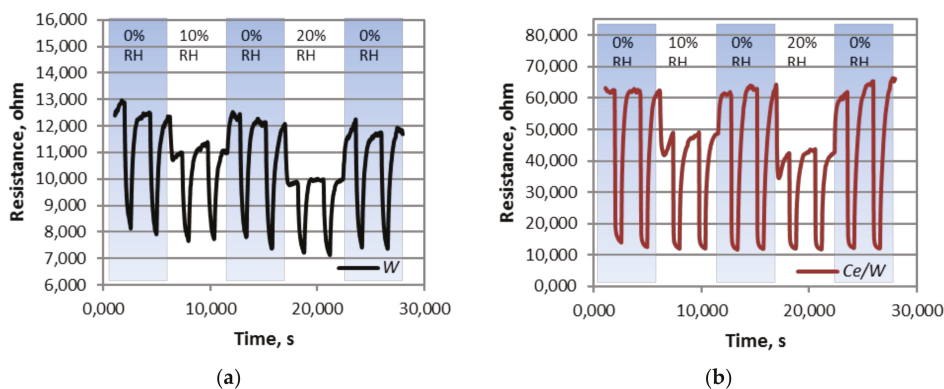 16,000
15,000
14,000
13,000
12,000
11,000
10,000
9,000
8,000
7,000
6,000
Resistance, ohm
0% 10% 0% 20% 0%
RH RH RH RH RH
W
0,000 10,000 20,000 30,000
Time, s
(a)
80,000
70,000
60,000
50,000
40,000
30,000
20,000
10,000
0,000
Resistance, ohm
0% 10% 0% 20% 0%
RH RH RH RH RH
Ce/W
0,000 10,000 20,000 30,000
Time, s
(b)